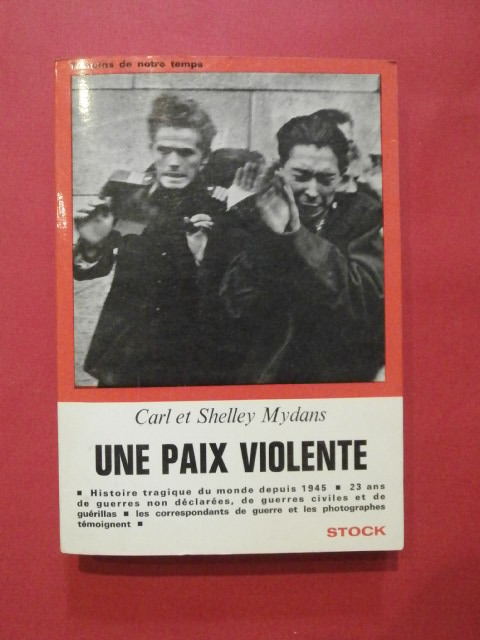 de notre temps
Carl et Shelley Mydans
UNE PAIX VIOLENTE
▪ Histoire tragique du monde depuis 1945 ▪ 23 ans
de guerres non déclarées, de guerres civiles et de
guérillas ▪ les correspondants de guerre et les photographes
témoignent ▪
STOCK